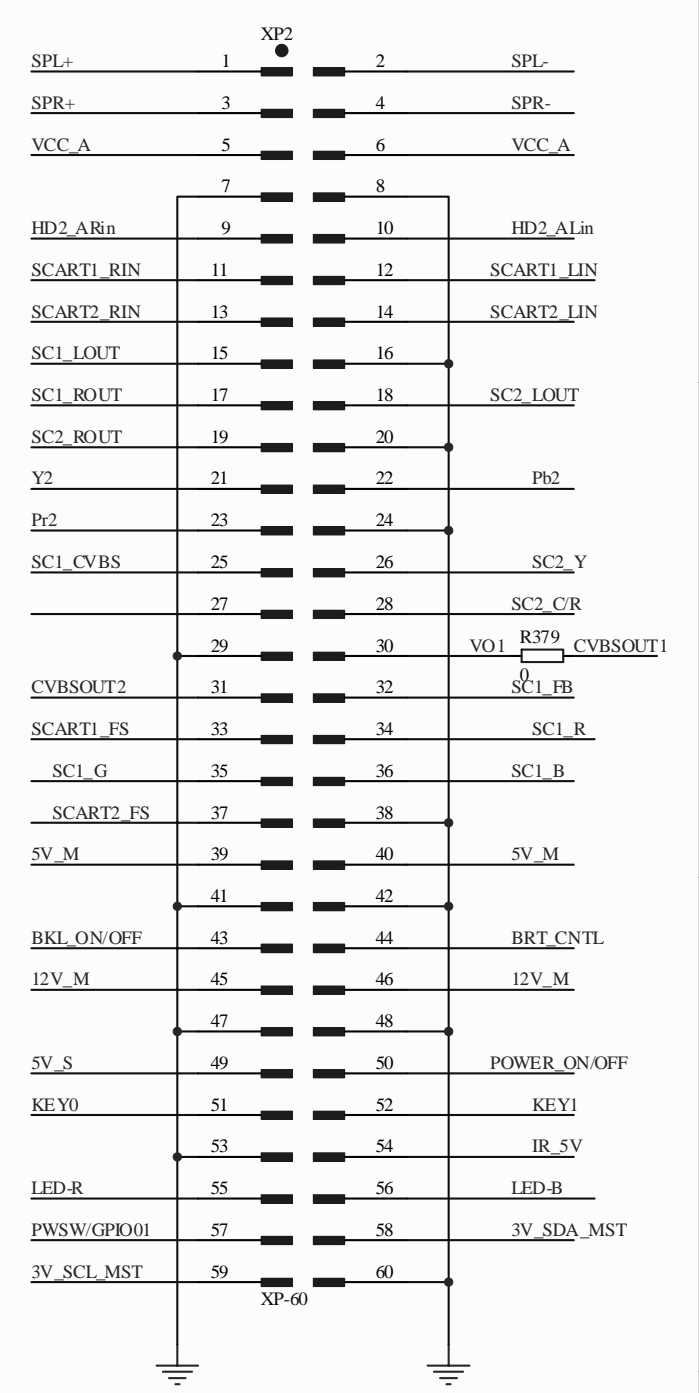 XP2
SPL+ 1 2 SPL-
SPR+ 3 4 SPR-
VCC_A 5 6 VCC_A
7 8
HD2_ARin 9 10 HD2_ALin
SCART1_RIN 11 12 SCART1_LIN
SCART2_RIN 13 14 SCART2_LIN
SC1_LOUT 15 16
SC1_ROUT 17 18 SC2_LOUT
SC2_ROUT 19 20
Y2 21 22 Pb2
Pr2 23 24
SC1_CVBS 25 26 SC2_Y
27 28 SC2_C/R
29 30 VO1 R379 CVBSOUT1
0
CVBSOUT2 31 32 SC1_FB
SCART1_FS 33 34 SC1_R
SC1_G 35 36 SC1_B
SCART2_FS 37 38
5V_M 39 40 5V_M
41 42
BKL_ON/OFF 43 44 BRT_CNTL
12V_M 45 46 12V_M
47 48
5V_S 49 50 POWER_ON/OFF
KEY0 51 52 KEY1
53 54 IR_5V
LED-R 55 56 LED-B
PWSW/GPIO01 57 58 3V_SDA_MST
3V_SCL_MST 59 60
XP-60